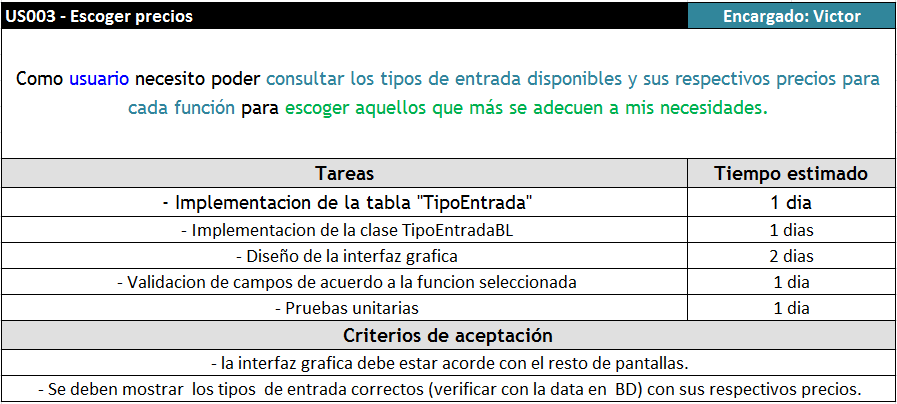 US003 - Escoger precios Encargado: Victor
Como usuario necesito poder consultar los tipos de entrada disponibles y sus respectivos precios para
cada función para escoger aquellos que más se adecuen a mis necesidades.
Tareas Tiempo estimado
- Implementacion de la tabla "TipoEntrada" 1 dia
- Implementacion de la clase TipoEntradaBL 1 dias
- Diseño de la interfaz grafica 2 dias
- Validacion de campos de acuerdo a la funcion seleccionada 1 dia
- Pruebas unitarias 1 dia
Criterios de aceptación
- la interfaz grafica debe estar acorde con el resto de pantallas.
- Se deben mostrar los tipos de entrada correctos (verificar con la data en BD) con sus respectivos precios.